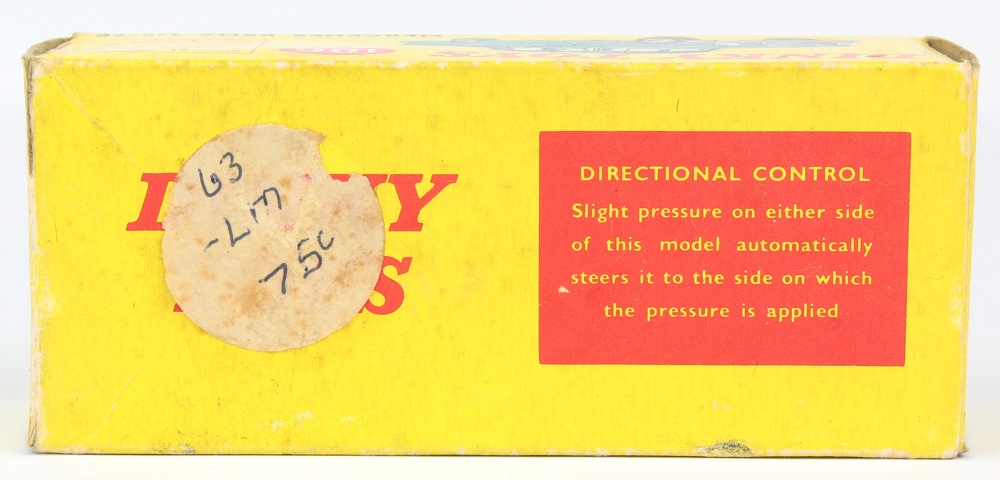 63
-LM
75c
DIRECTIONAL CONTROL
Slight pressure on either side
of this model automatically
steers it to the side on which
the pressure is applied